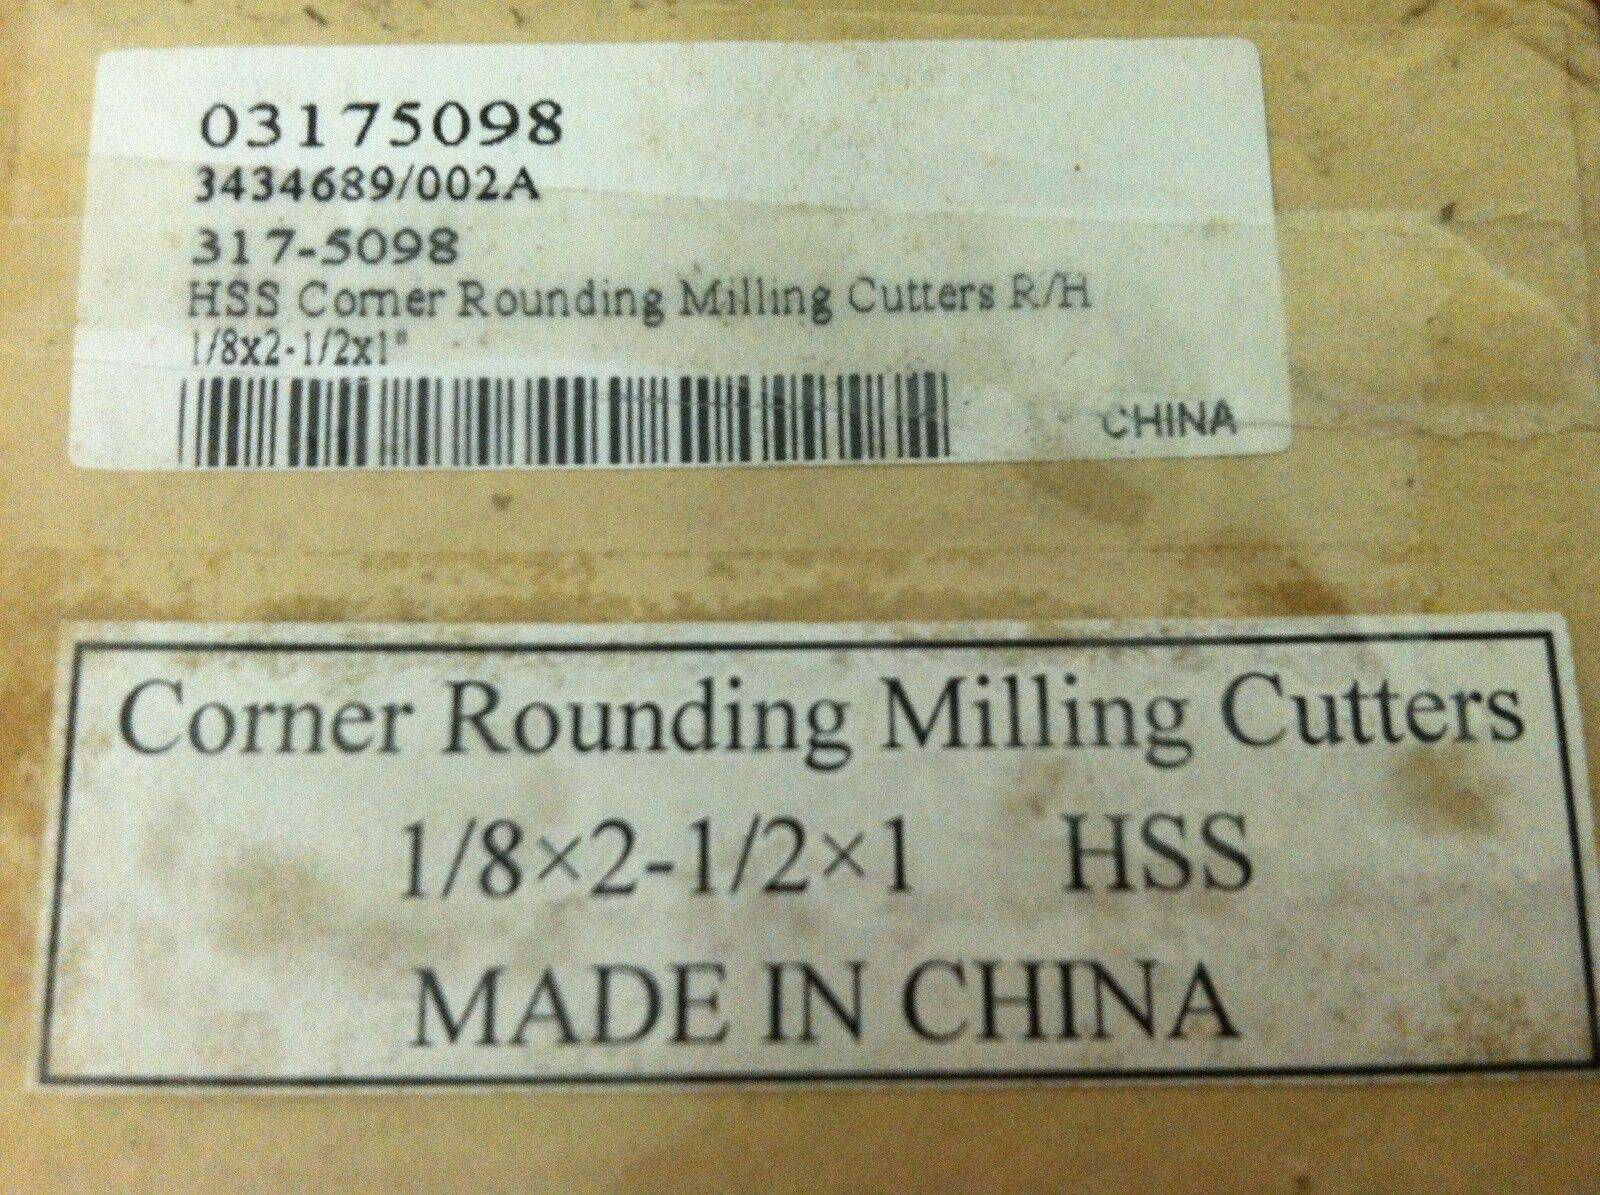 03175098
3434689/002A
317-5098
HSS Corner Rounding Milling Cutters R/H
1/8x2-1/2x1"
CHINA
Corner Rounding Milling Cutters
1/8×2-1/2×1 HSS
MADE IN CHINA